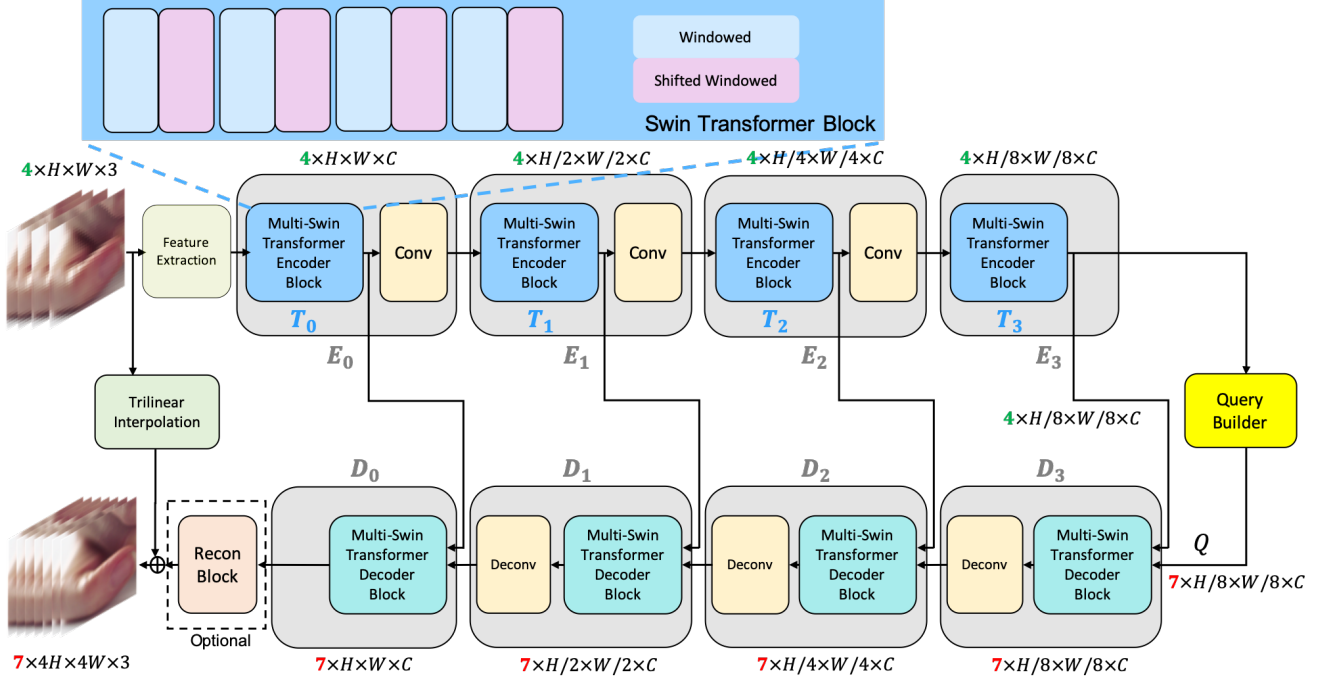 Windowed
Shifted Windowed
Swin Transformer Block
4×H×W×3
4×H×W×C
4×H/2×W/2×C
4×H/4×W/4×C
4×H/8×W/8×C
Feature
Extraction
Multi-Swin
Transformer
Encoder
Block
Conv
Multi-Swin
Transformer
Encoder
Block
Conv
Multi-Swin
Transformer
Encoder
Block
Conv
Multi-Swin
Transformer
Encoder
Block
T₀
T₁
T₂
T₃
E₀
E₁
E₂
E₃
Trilinear
Interpolation
Query
Builder
4×H/8×W/8×C
D₀
D₁
D₂
D₃
Recon
Block
Optional
Multi-Swin
Transformer
Decoder
Block
Deconv
Multi-Swin
Transformer
Decoder
Block
Deconv
Multi-Swin
Transformer
Decoder
Block
Deconv
Multi-Swin
Transformer
Decoder
Block
Q
7×H/8×W/8×C
7×4H×4W×3
7×H×W×C
7×H/2×W/2×C
7×H/4×W/4×C
7×H/8×W/8×C